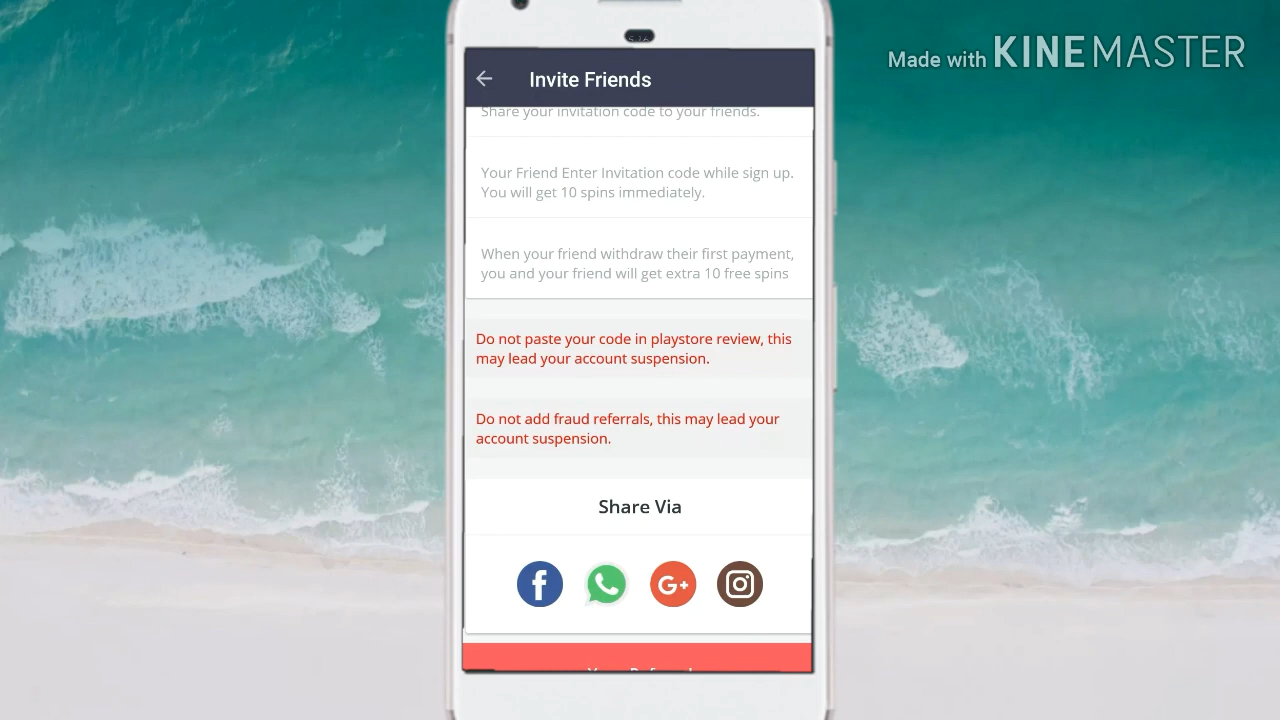 Made with KINEMASTER
Invite Friends
Share your invitation code to your friends.
Your Friend Enter Invitation code while sign up.
You will get 10 spins immediately.
When your friend withdraw their first payment,
you and your friend will get extra 10 free spins
Do not paste your code in playstore review, this
may lead your account suspension.
Do not add fraud referrals, this may lead your
account suspension.
Share Via
f
G+